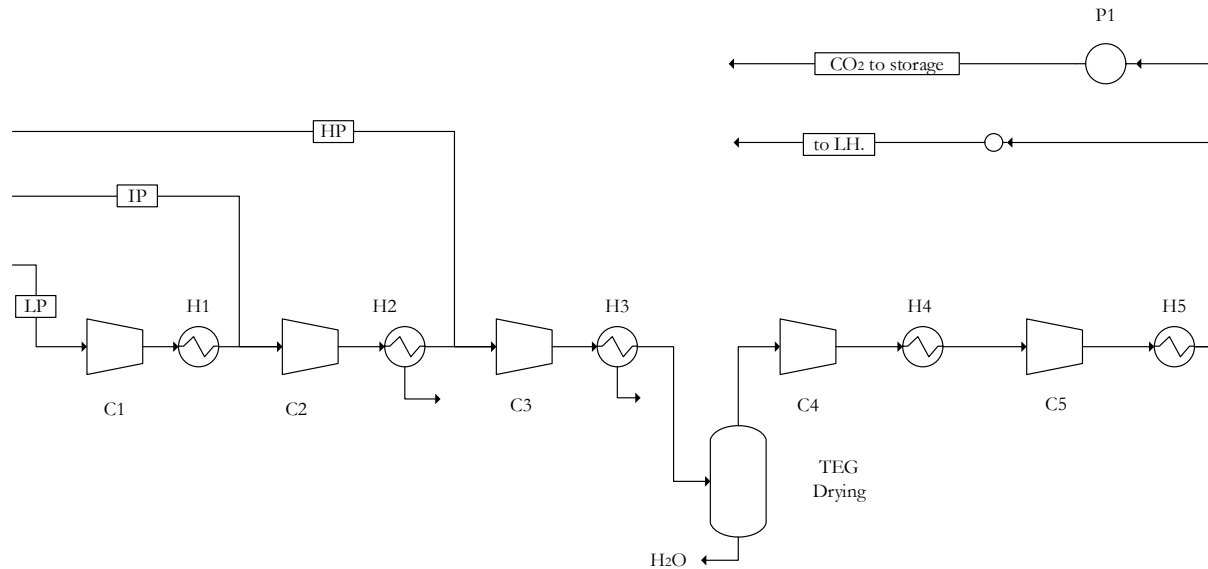 P1
CO₂ to storage
HP
to LH.
IP
LP
H1
H2
H3
H4
H5
C1
C2
C3
C4
C5
TEG
Drying
H₂O